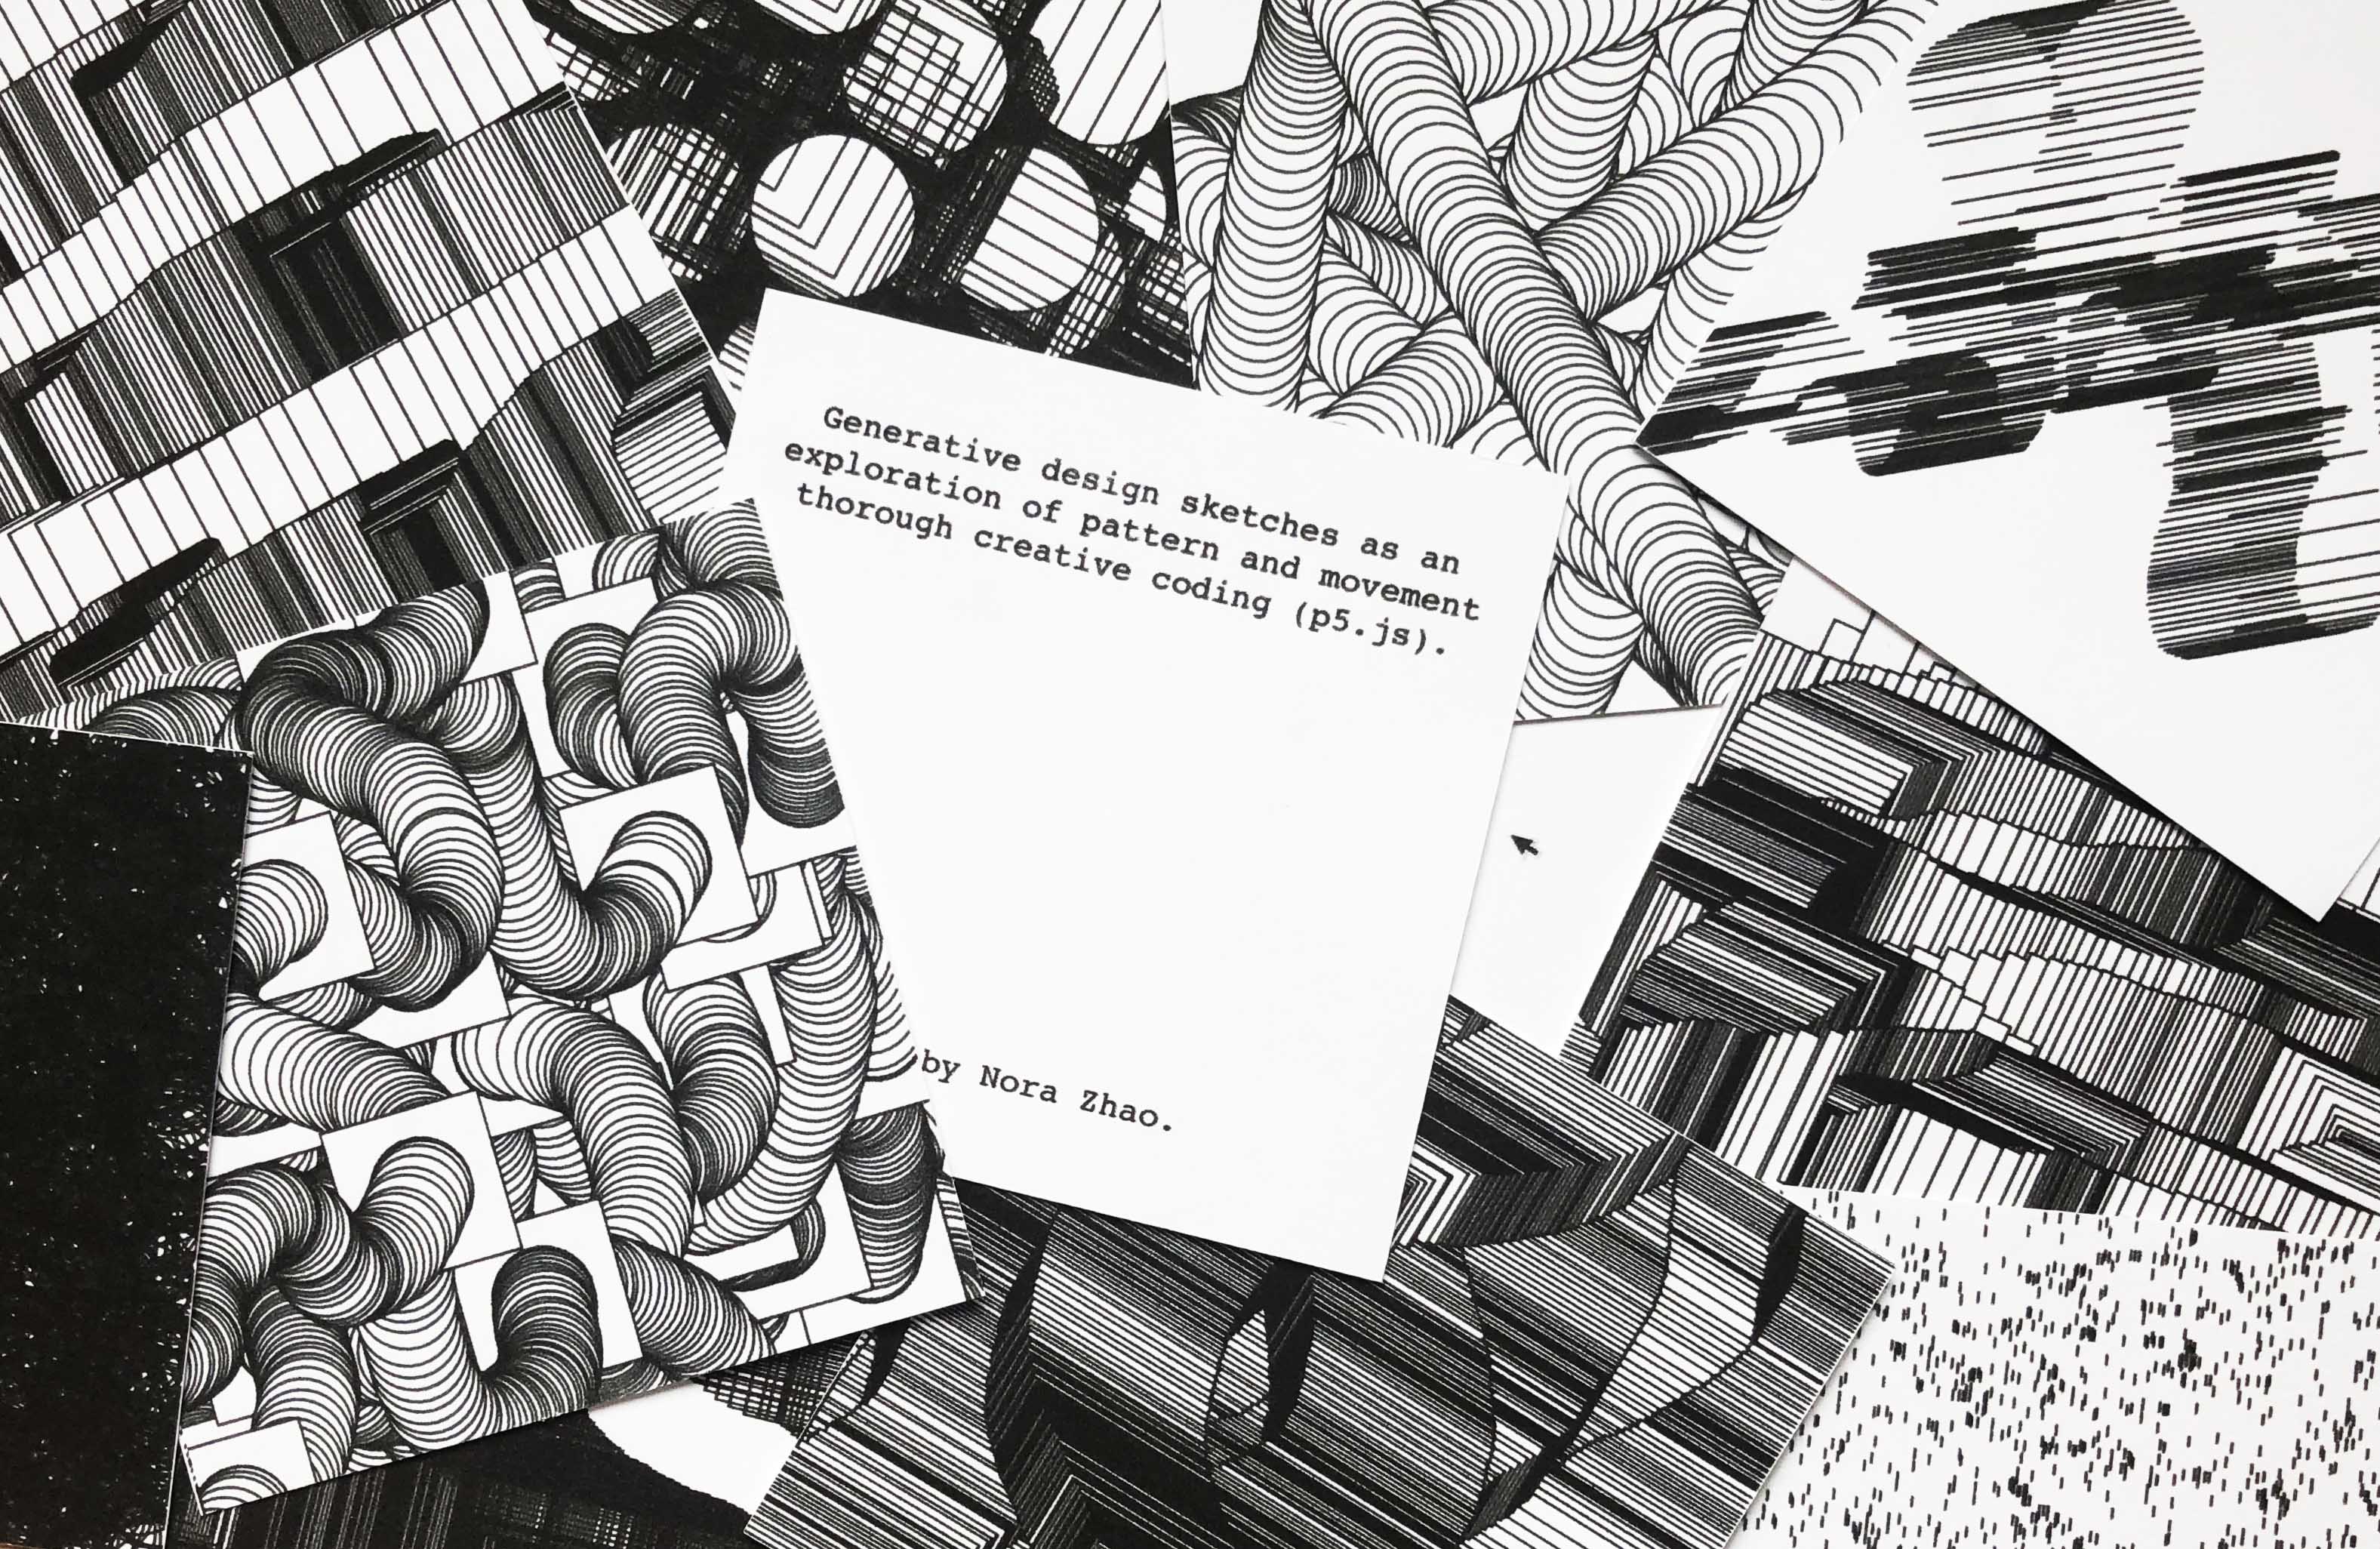 Generative design sketches as an
exploration of pattern and movement
thorough creative coding (p5.js).
by Nora Zhao.